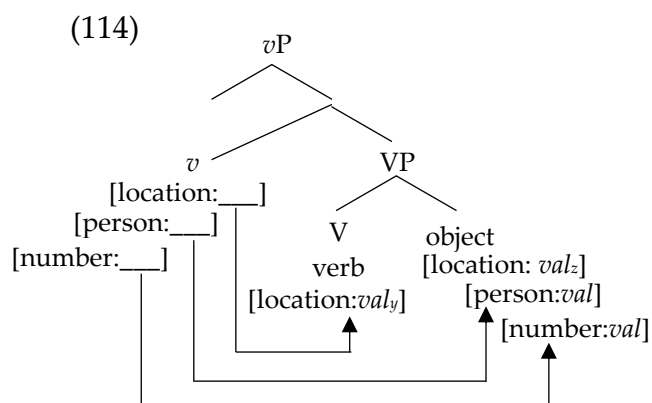 (114)
vP
v
VP
[location:___]
[person:___]
[number:___]
V
object
verb
[location: valz]
[location:valy]
[person:val]
[number:val]